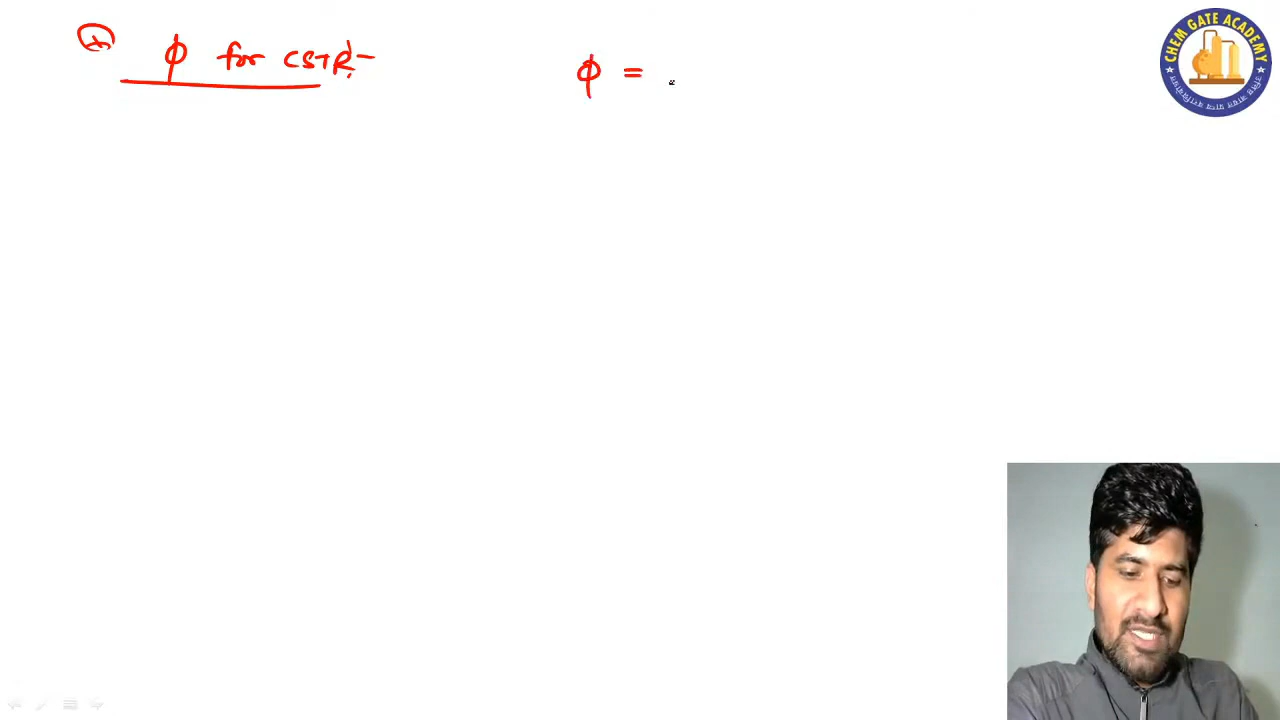 ϕ for CSTR:-
ϕ =
CHEM GATE ACADEMY